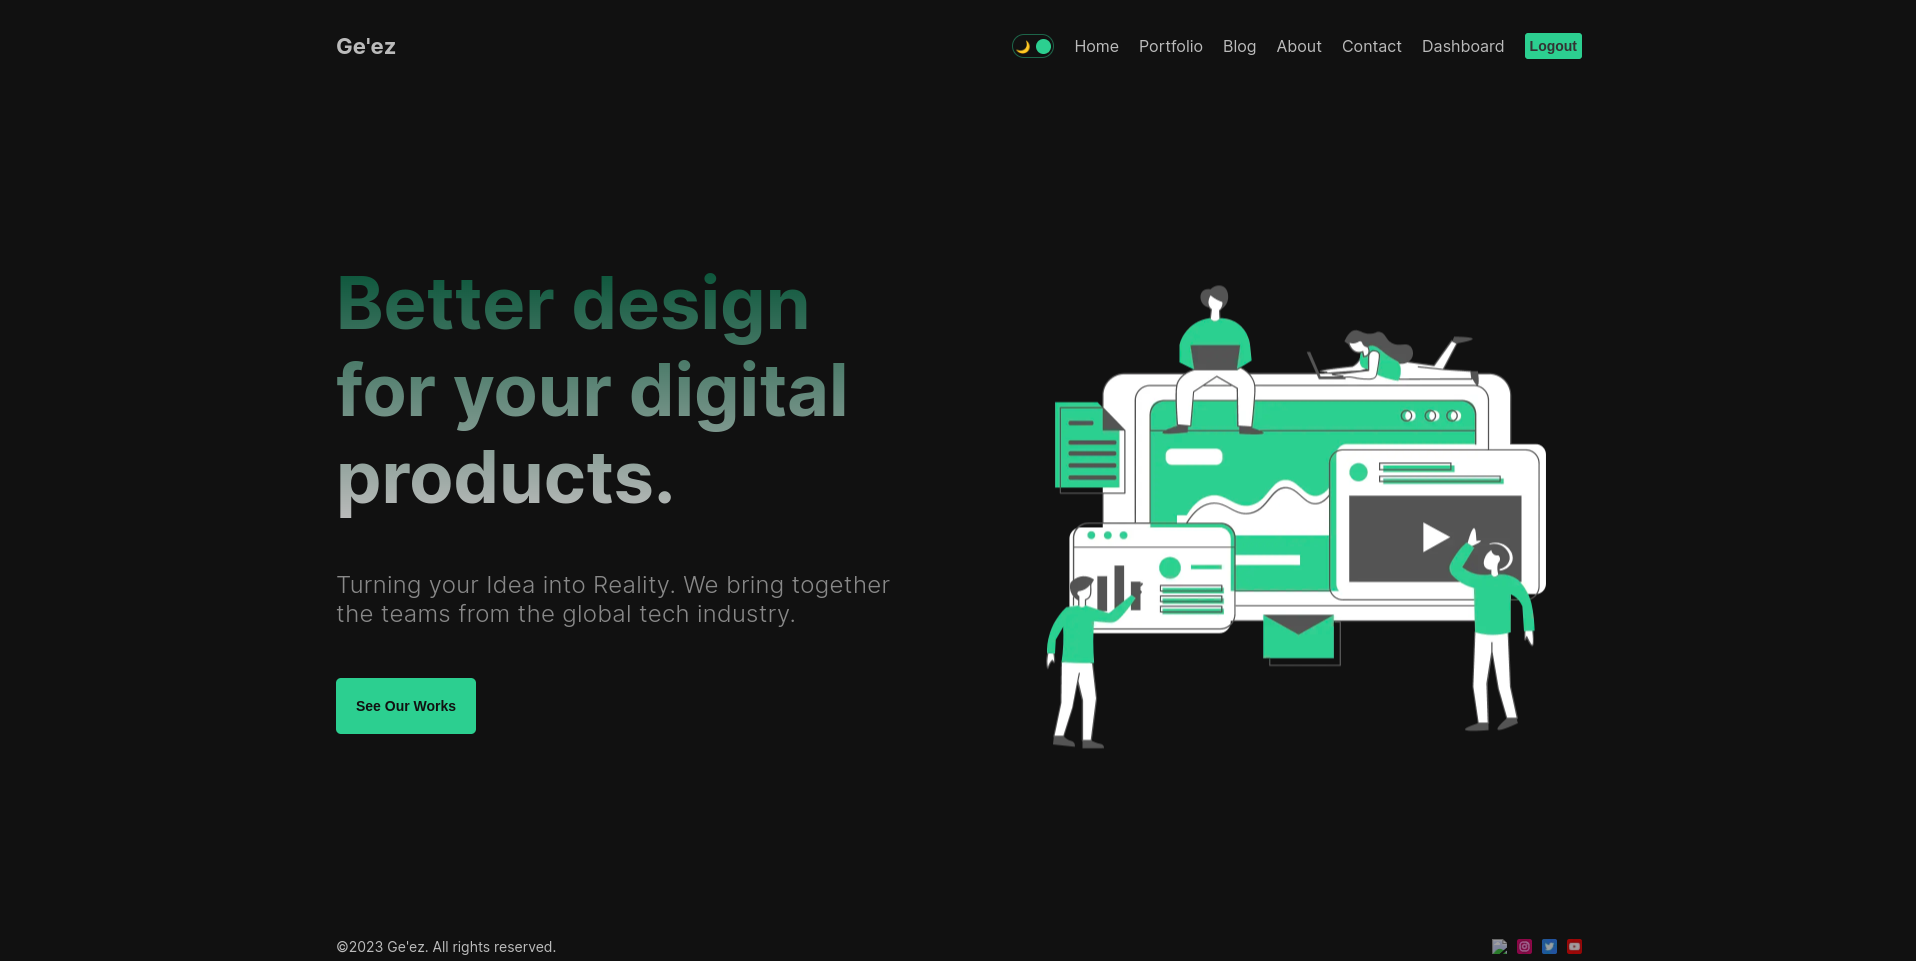 Ge'ez
Home Portfolio Blog About Contact Dashboard Logout
Better design
for your digital
products.
Turning your Idea into Reality. We bring together
the teams from the global tech industry.
See Our Works
©2023 Ge'ez. All rights reserved.